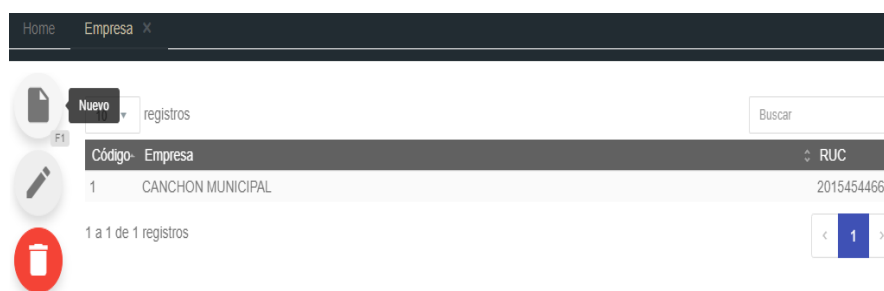 Home Empresa ×
Nuevo
10 registros Buscar
F1
Código Empresa RUC
1 CANCHON MUNICIPAL 2015454466
1 a 1 de 1 registros < 1 >